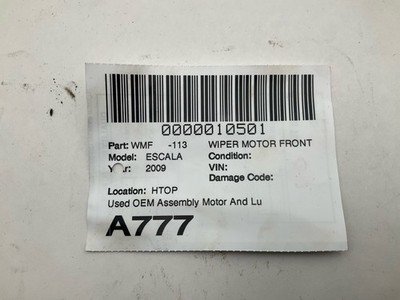 0000010501
Part: WMF -113 WIPER MOTOR FRONT
Model: ESCALA Condition:
Year: 2009 VIN:
Damage Code:
Location: HTOP
Used OEM Assembly Motor And Lu
A777